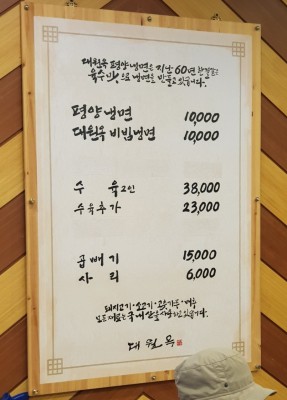 대원옥 평양냉면은 지난 60년 한결같은
육수만으로 냉면을 만들고 있습니다.
평양냉면 10,000
대원옥 비빔냉면 10,000
수육 2인 38,000
수육추가 23,000
곱배기 15,000
사리 6,000
돼지고기·소고기·고춧가루·배추
모든 재료는 국내산을 사용하고 있습니다.
대원옥